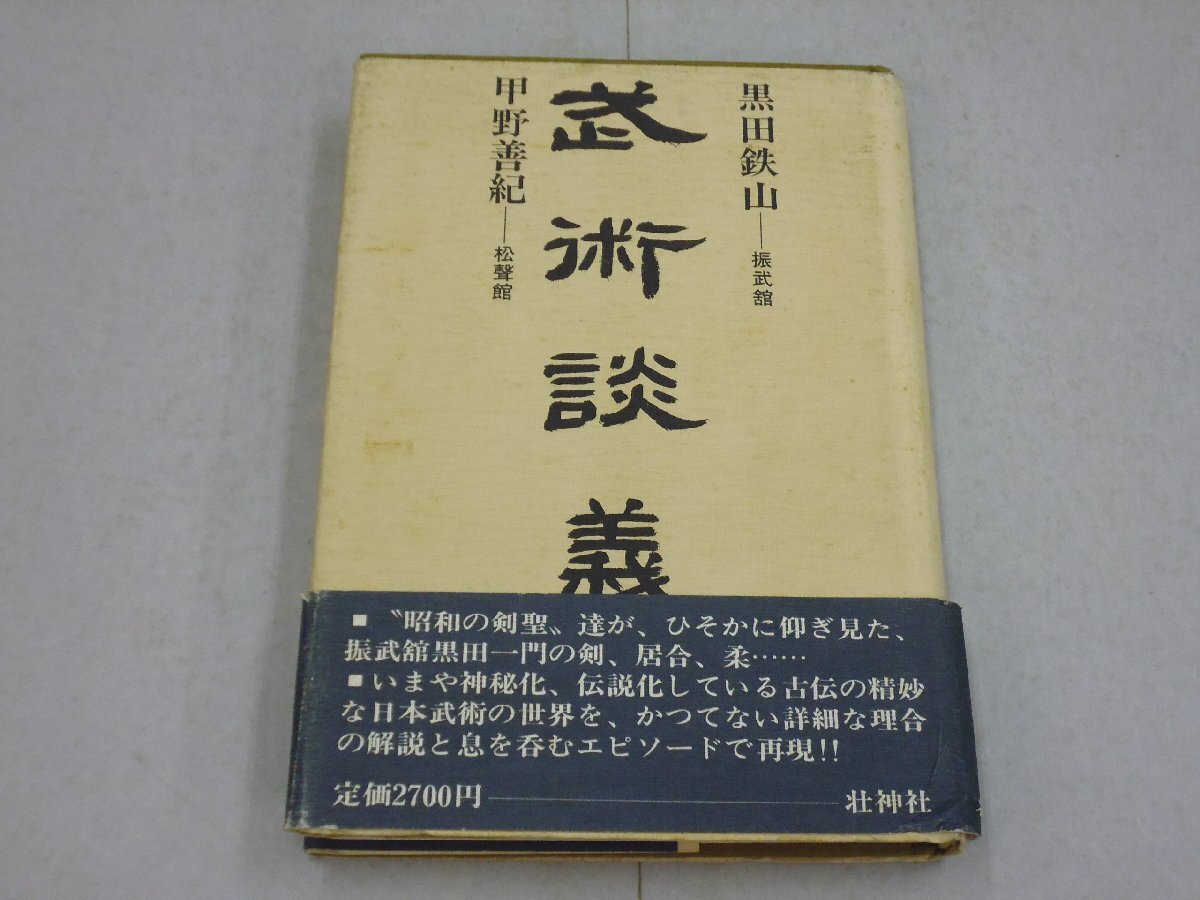 黒田鉄山―振武舘
武術談義
甲野善紀―松聲館
■〝昭和の剣聖〟達が、ひそかに仰ぎ見た、
振武舘黒田一門の剣、居合、柔……
■いまや神秘化、伝説化している古伝の精妙
な日本武術の世界を、かつてない詳細な理合
の解説と息を呑むエピソードで再現!!
定価2700円―壮神社